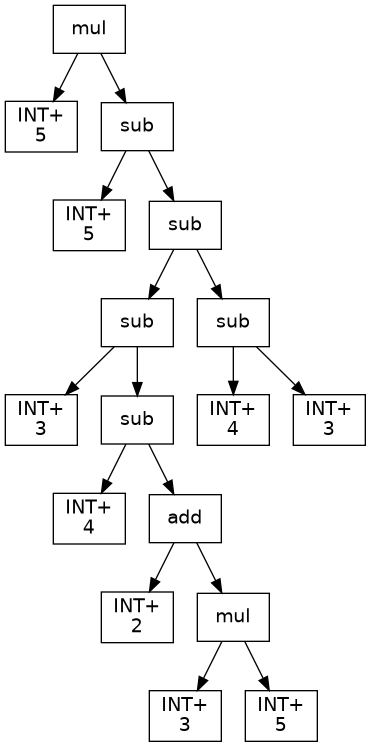 mul
INT+
5
sub
INT+
5
sub
sub
sub
INT+
3
sub
INT+
4
INT+
3
INT+
4
add
INT+
2
mul
INT+
3
INT+
5